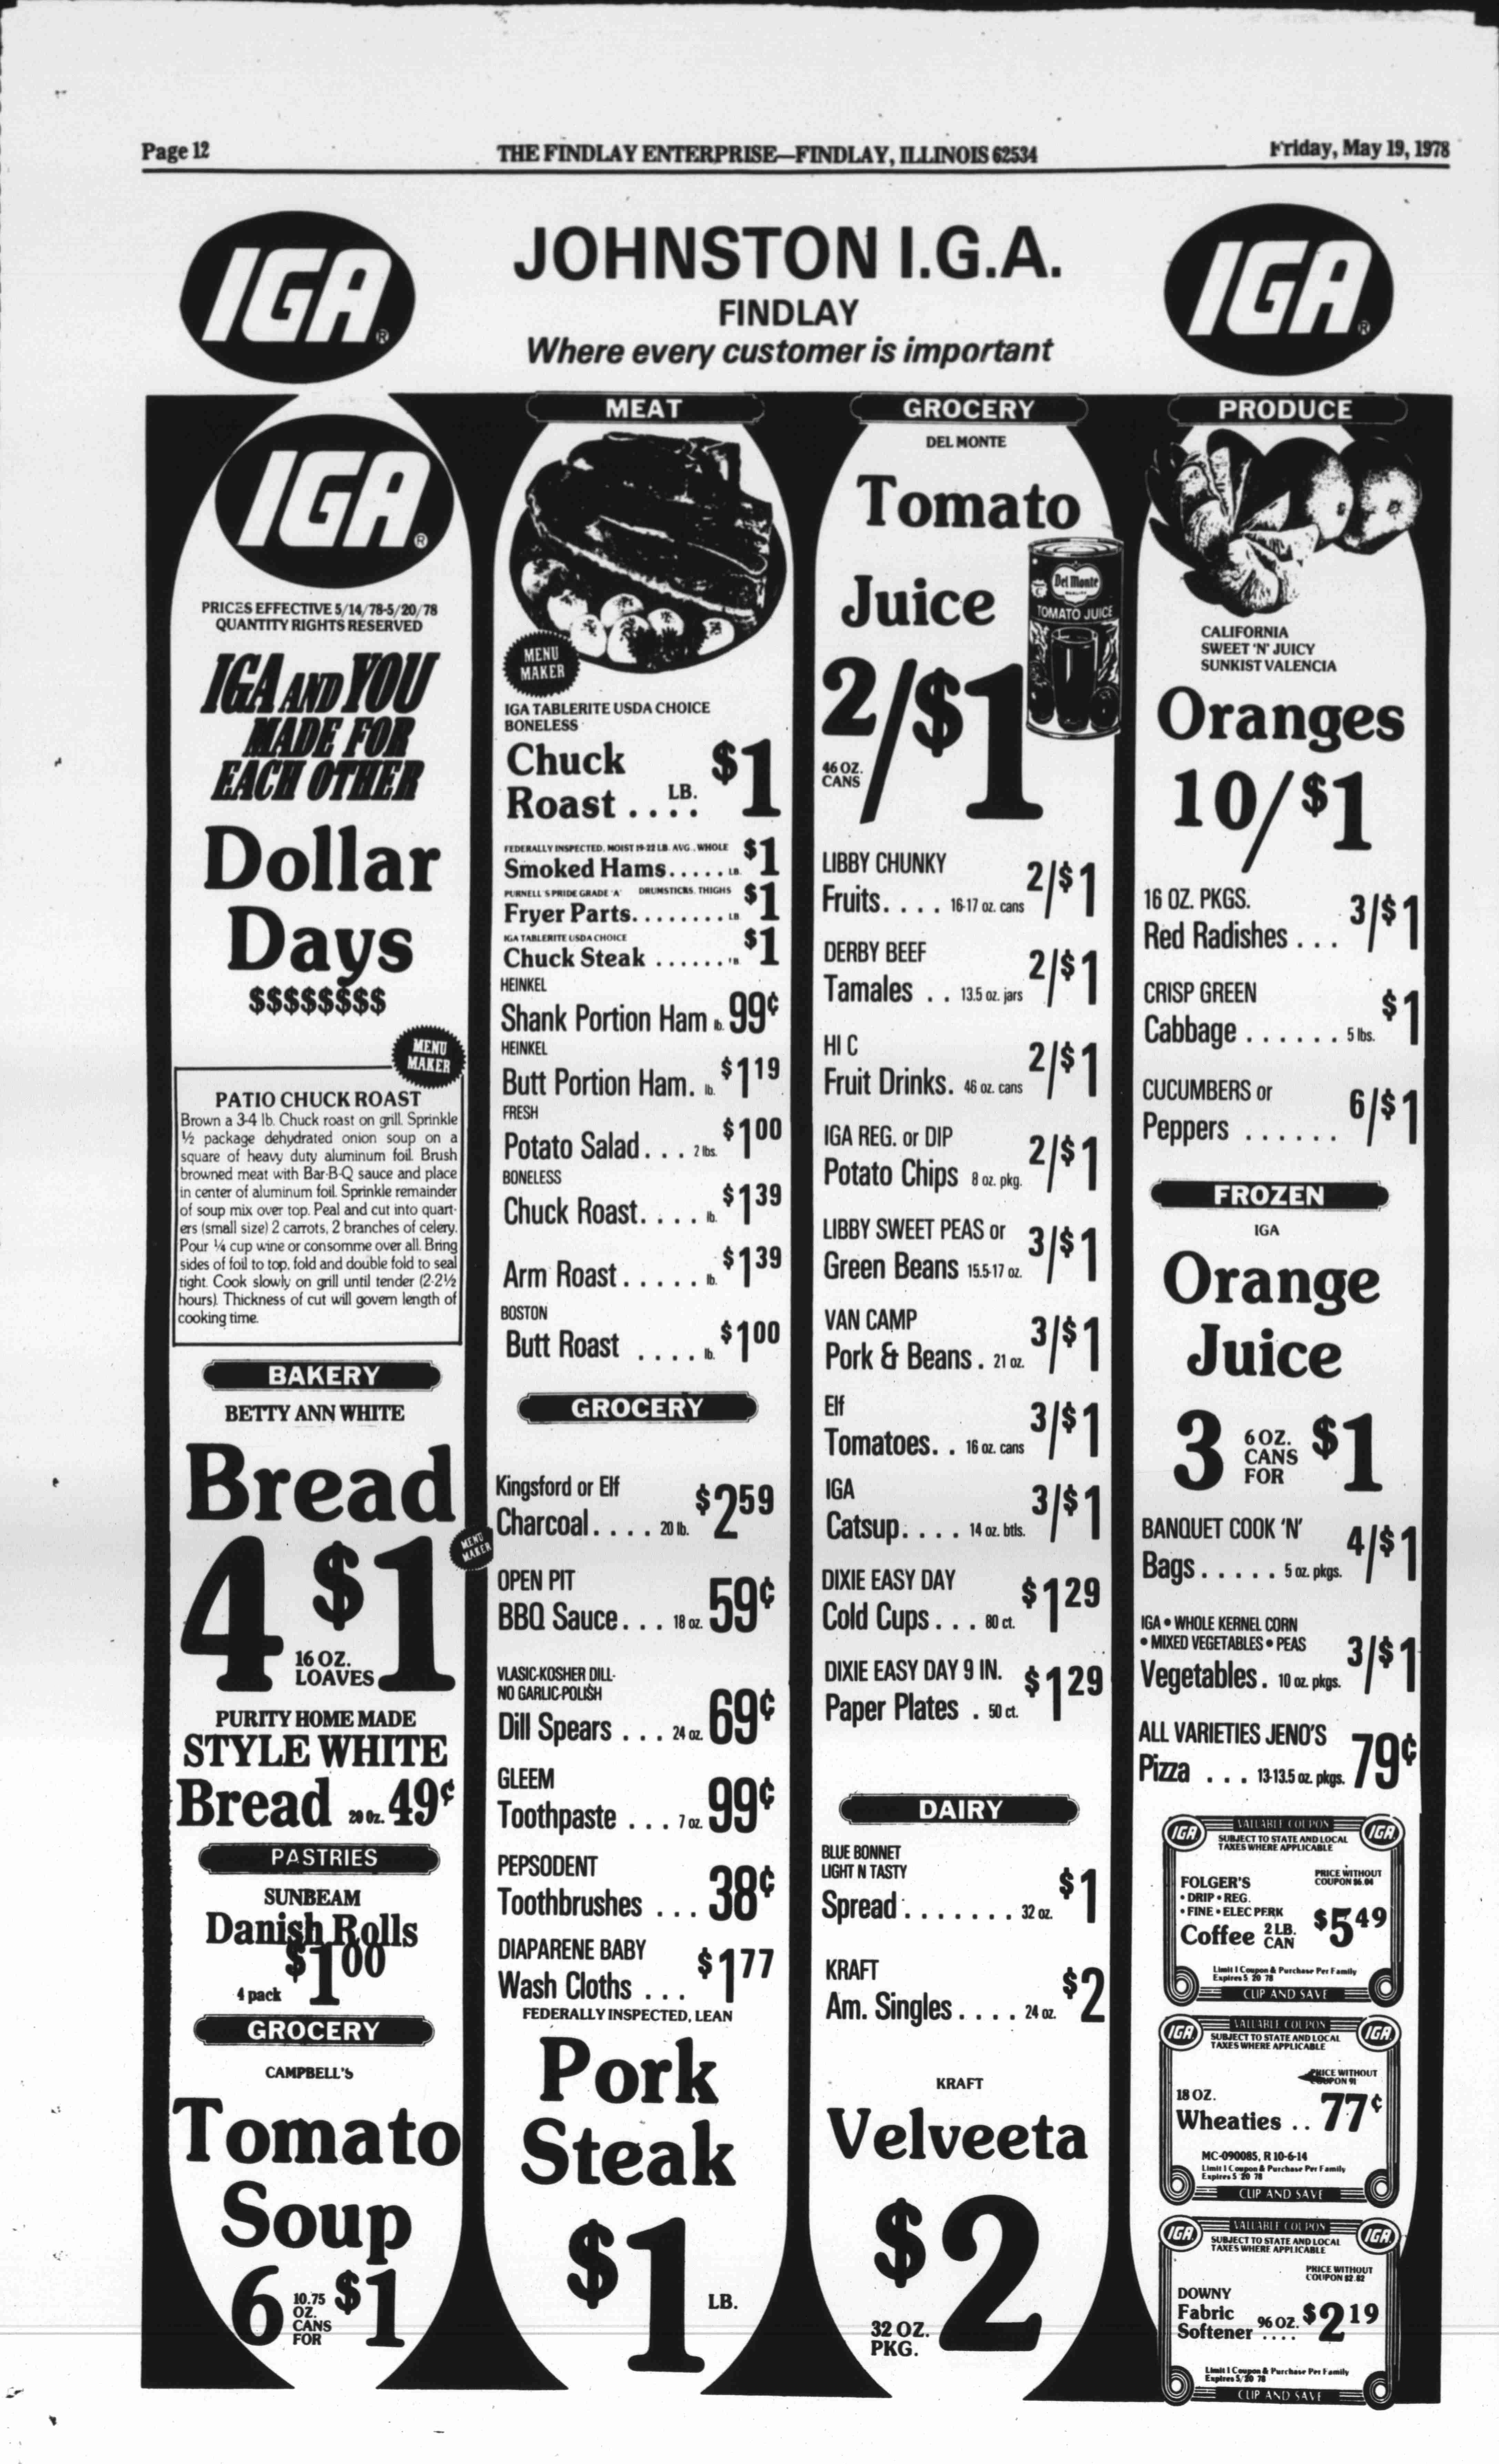 Page 12
THE FINDLAY ENTERPRISE—FINDLAY, ILLINOIS 62534
Friday, May 19, 1978
IGA
JOHNSTON I.G.A.
FINDLAY
Where every customer is important
IGA
IGA
PRICES EFFECTIVE 5/14/78-5/20/78
QUANTITY RIGHTS RESERVED
IGA AND YOU
MADE FOR
EACH OTHER
Dollar
Days
$$$$$$$$
MENU
MAKER
PATIO CHUCK ROAST
Brown a 3-4 lb. Chuck roast on grill. Sprinkle
½ package dehydrated onion soup on a
square of heavy duty aluminum foil. Brush
browned meat with Bar-B-Q sauce and place
in center of aluminum foil. Sprinkle remainder
of soup mix over top. Peal and cut into quart-
ers (small size) 2 carrots, 2 branches of celery.
Pour ¼ cup wine or consomme over all. Bring
sides of foil to top, fold and double fold to seal
tight. Cook slowly on grill until tender (2-2½
hours). Thickness of cut will govern length of
cooking time.
BAKERY
BETTY ANN WHITE
Bread
4 $1
16 OZ.
LOAVES
MENU
MAKER
PURITY HOME MADE
STYLE WHITE
Bread 20 Oz. 49¢
PASTRIES
SUNBEAM
Danish Rolls
$1.00
4 pack
GROCERY
CAMPBELL'S
Tomato
Soup
6 10.75 OZ. CANS FOR $1
MEAT
MENU
MAKER
IGA TABLERITE USDA CHOICE
BONELESS
Chuck
Roast .... LB. $1
FEDERALLY INSPECTED, MOIST 19-22 LB. AVG., WHOLE
Smoked Hams..... LB. $1
PURNELL'S PRIDE GRADE 'A' DRUMSTICKS, THIGHS
Fryer Parts........ LB. $1
IGA TABLERITE USDA CHOICE
Chuck Steak ....... LB. $1
HEINKEL
Shank Portion Ham lb. 99¢
HEINKEL
Butt Portion Ham. lb. $1 19
FRESH
Potato Salad... 2 lbs. $1 00
BONELESS
Chuck Roast.... lb. $1 39
Arm Roast..... lb. $1 39
BOSTON
Butt Roast .... lb. $1 00
GROCERY
Kingsford or Elf
Charcoal.... 20 lb. $2 59
OPEN PIT
BBQ Sauce... 18 oz. 59¢
VLASIC-KOSHER DILL-
NO GARLIC-POLISH
Dill Spears ... 24 oz. 69¢
GLEEM
Toothpaste ... 7 oz. 99¢
PEPSODENT
Toothbrushes ... 38¢
DIAPARENE BABY
Wash Cloths ... $1 77
FEDERALLY INSPECTED, LEAN
Pork
Steak
$1 LB.
GROCERY
DEL MONTE
Tomato
Juice
Del Monte
QUALITY
TOMATO JUICE
46 OZ.
CANS
2/$1
LIBBY CHUNKY
Fruits.... 16-17 oz. cans 2/$1
DERBY BEEF
Tamales .. 13.5 oz. jars 2/$1
HI C
Fruit Drinks. 46 oz. cans 2/$1
IGA REG. or DIP
Potato Chips 8 oz. pkg. 2/$1
LIBBY SWEET PEAS or
Green Beans 15.5-17 oz. 3/$1
VAN CAMP
Pork & Beans . 21 oz. 3/$1
Elf
Tomatoes.. 16 oz. cans 3/$1
IGA
Catsup.... 14 oz. btls. 3/$1
DIXIE EASY DAY
Cold Cups... 80 ct. $1 29
DIXIE EASY DAY 9 IN.
Paper Plates . 50 ct. $1 29
DAIRY
BLUE BONNET
LIGHT N TASTY
Spread....... 32 oz. $1
KRAFT
Am. Singles.... 24 oz. $2
KRAFT
Velveeta
$2
32 OZ.
PKG.
PRODUCE
CALIFORNIA
SWEET 'N' JUICY
SUNKIST VALENCIA
Oranges
10/$1
16 OZ. PKGS.
Red Radishes ... 3/$1
CRISP GREEN
Cabbage ...... 5 lbs. $1
CUCUMBERS or
Peppers ...... 6/$1
FROZEN
IGA
Orange
Juice
3 6 OZ. CANS FOR $1
BANQUET COOK 'N'
Bags..... 5 oz. pkgs. 4/$1
IGA • WHOLE KERNEL CORN
• MIXED VEGETABLES • PEAS
Vegetables. 10 oz. pkgs. 3/$1
ALL VARIETIES JENO'S
Pizza ... 13-13.5 oz. pkgs. 79¢
IGA VALUABLE COUPON IGA
SUBJECT TO STATE AND LOCAL
TAXES WHERE APPLICABLE
PRICE WITHOUT
COUPON $6.04
FOLGER'S
• DRIP • REG.
• FINE • ELEC PERK
Coffee 2 LB. CAN $5 49
Limit 1 Coupon & Purchase Per Family
Expires 5 20 78
CLIP AND SAVE
IGA VALUABLE COUPON IGA
SUBJECT TO STATE AND LOCAL
TAXES WHERE APPLICABLE
PRICE WITHOUT
COUPON 91
18 OZ.
Wheaties .. 77¢
MC-090085, R 10-6-14
Limit 1 Coupon & Purchase Per Family
Expires 5 20 78
CLIP AND SAVE
IGA VALUABLE COUPON IGA
SUBJECT TO STATE AND LOCAL
TAXES WHERE APPLICABLE
PRICE WITHOUT
COUPON $2.82
DOWNY
Fabric
Softener .... 96 OZ. $2 19
Limit 1 Coupon & Purchase Per Family
Expires 5/20 78
CLIP AND SAVE